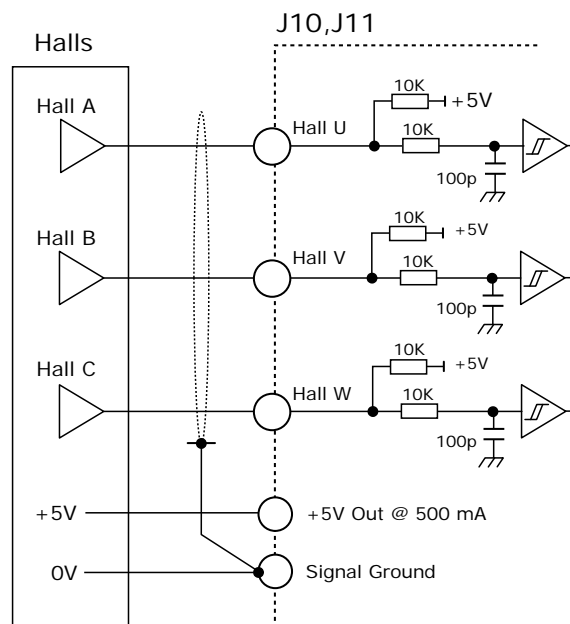 J10,J11
Halls
Hall A
Hall U
10K
+5V
10K
100p
Hall B
Hall V
10K
+5V
10K
100p
Hall C
Hall W
10K
+5V
10K
100p
+5V
+5V Out @ 500 mA
0V
Signal Ground